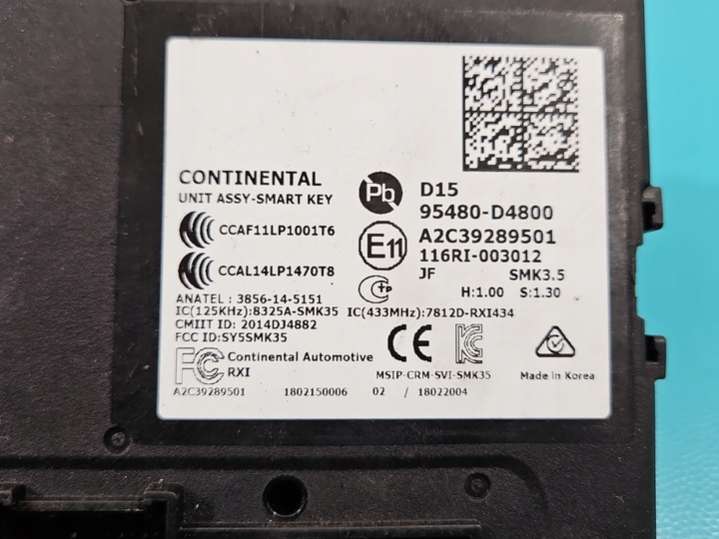 CONTINENTAL
UNIT ASSY-SMART KEY
CCAF11LP1001T6
CCAL14LP1470T8
Pb
D15
95480-D4800
E11
A2C39289501
116RI-003012
JF SMK3.5
H:1.00 S:1.30
ANATEL : 3856-14-5151
IC(125KHz):8325A-SMK35 IC(433MHz):7812D-RXI434
CMIIT ID: 2014DJ4882
FCC ID:SY5SMK35
FC Continental Automotive
RXI
CE
MSIP-CRM-SVI-SMK35
Made in Korea
A2C39289501 1802150006 02 / 18022004